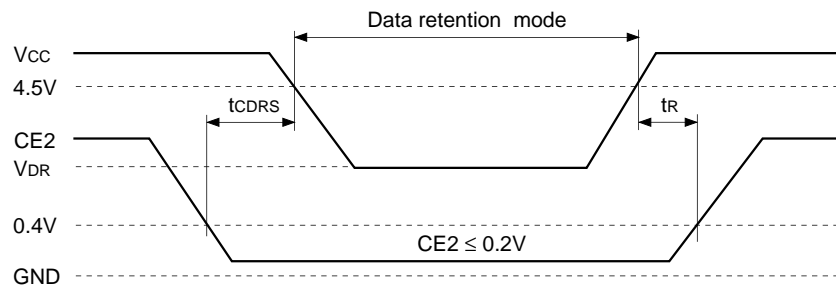 Data retention mode
VCC
4.5V
tCDRS
tR
CE2
VDR
0.4V
CE2 ≤ 0.2V
GND